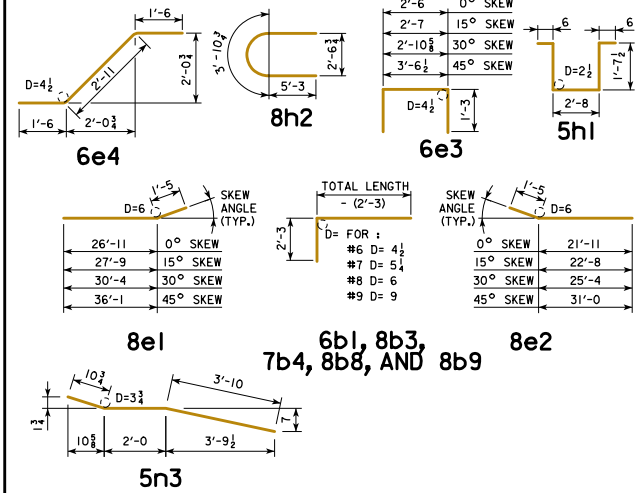 1'-6
D=4½
2'-11
2'-0¾
1'-6
2'-0¾
6e4
3'-10¾
2'-6¾
5'-3
8h2
2'-6 0° SKEW
2'-7 15° SKEW
2'-10⅝ 30° SKEW
3'-6½ 45° SKEW
D=4½
1'-3
6e3
6
6
D=2½
1'-7½
2'-8
5h1
1'-5
D=6
SKEW
ANGLE
(TYP.)
26'-11 0° SKEW
27'-9 15° SKEW
30'-4 30° SKEW
36'-1 45° SKEW
8e1
TOTAL LENGTH
- (2'-3)
2'-3
D= FOR :
#6 D= 4½
#7 D= 5¼
#8 D= 6
#9 D= 9
6b1, 8b3,
7b4, 8b8, AND 8b9
SKEW
ANGLE
(TYP.)
1'-5
D=6
0° SKEW 21'-11
15° SKEW 22'-8
30° SKEW 25'-4
45° SKEW 31'-0
8e2
10¾
D=3¾
3'-10
1¾
7
10⅝
2'-0
3'-9½
5n3